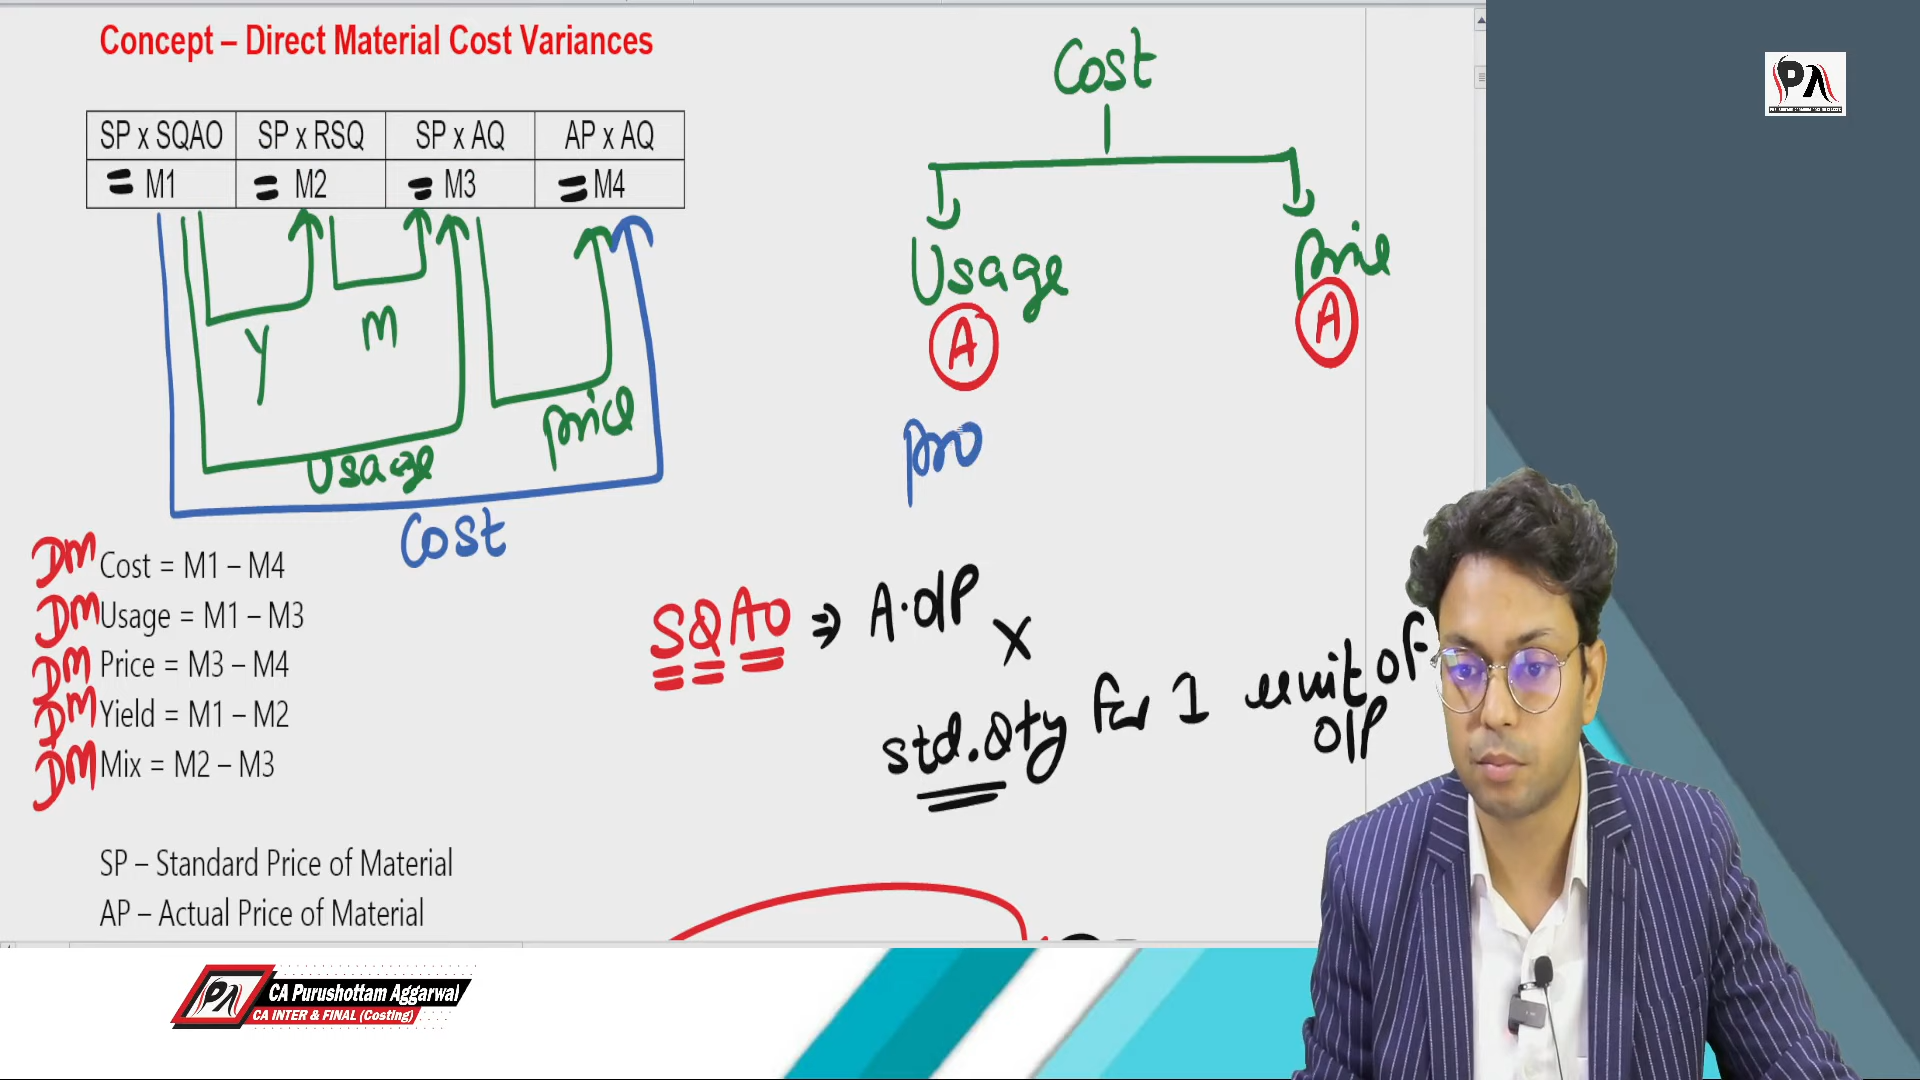 Concept – Direct Material Cost Variances
SP x SQAO SP x RSQ SP x AQ AP x AQ
= M1 = M2 = M3 = M4
Y M
Usage
price
Cost
DM Cost = M1 – M4
DM Usage = M1 – M3
DM Price = M3 – M4
DM Yield = M1 – M2
DM Mix = M2 – M3
SP – Standard Price of Material
AP – Actual Price of Material
Cost
Usage price
A A
pro
SQAO ⇒ A.O/P X
std. Qty for 1 unit of
O/P
PA
PA
CA Purushottam Aggarwal
CA INTER & FINAL (Costing)